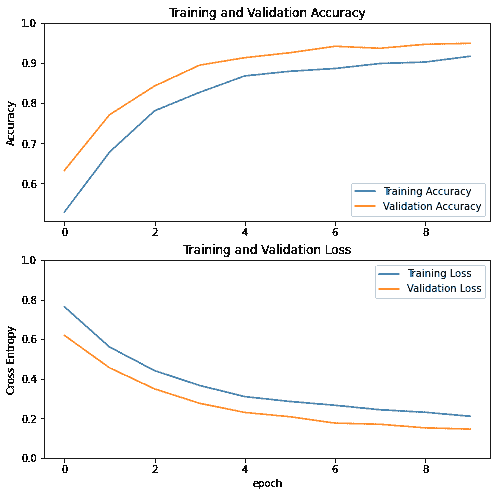 Training and Validation Accuracy
1.0
0.9
0.8
0.7
0.6
Accuracy
Training Accuracy
Validation Accuracy
0 2 4 6 8
Training and Validation Loss
1.0
0.8
0.6
0.4
0.2
0.0
Cross Entropy
Training Loss
Validation Loss
0 2 4 6 8
epoch